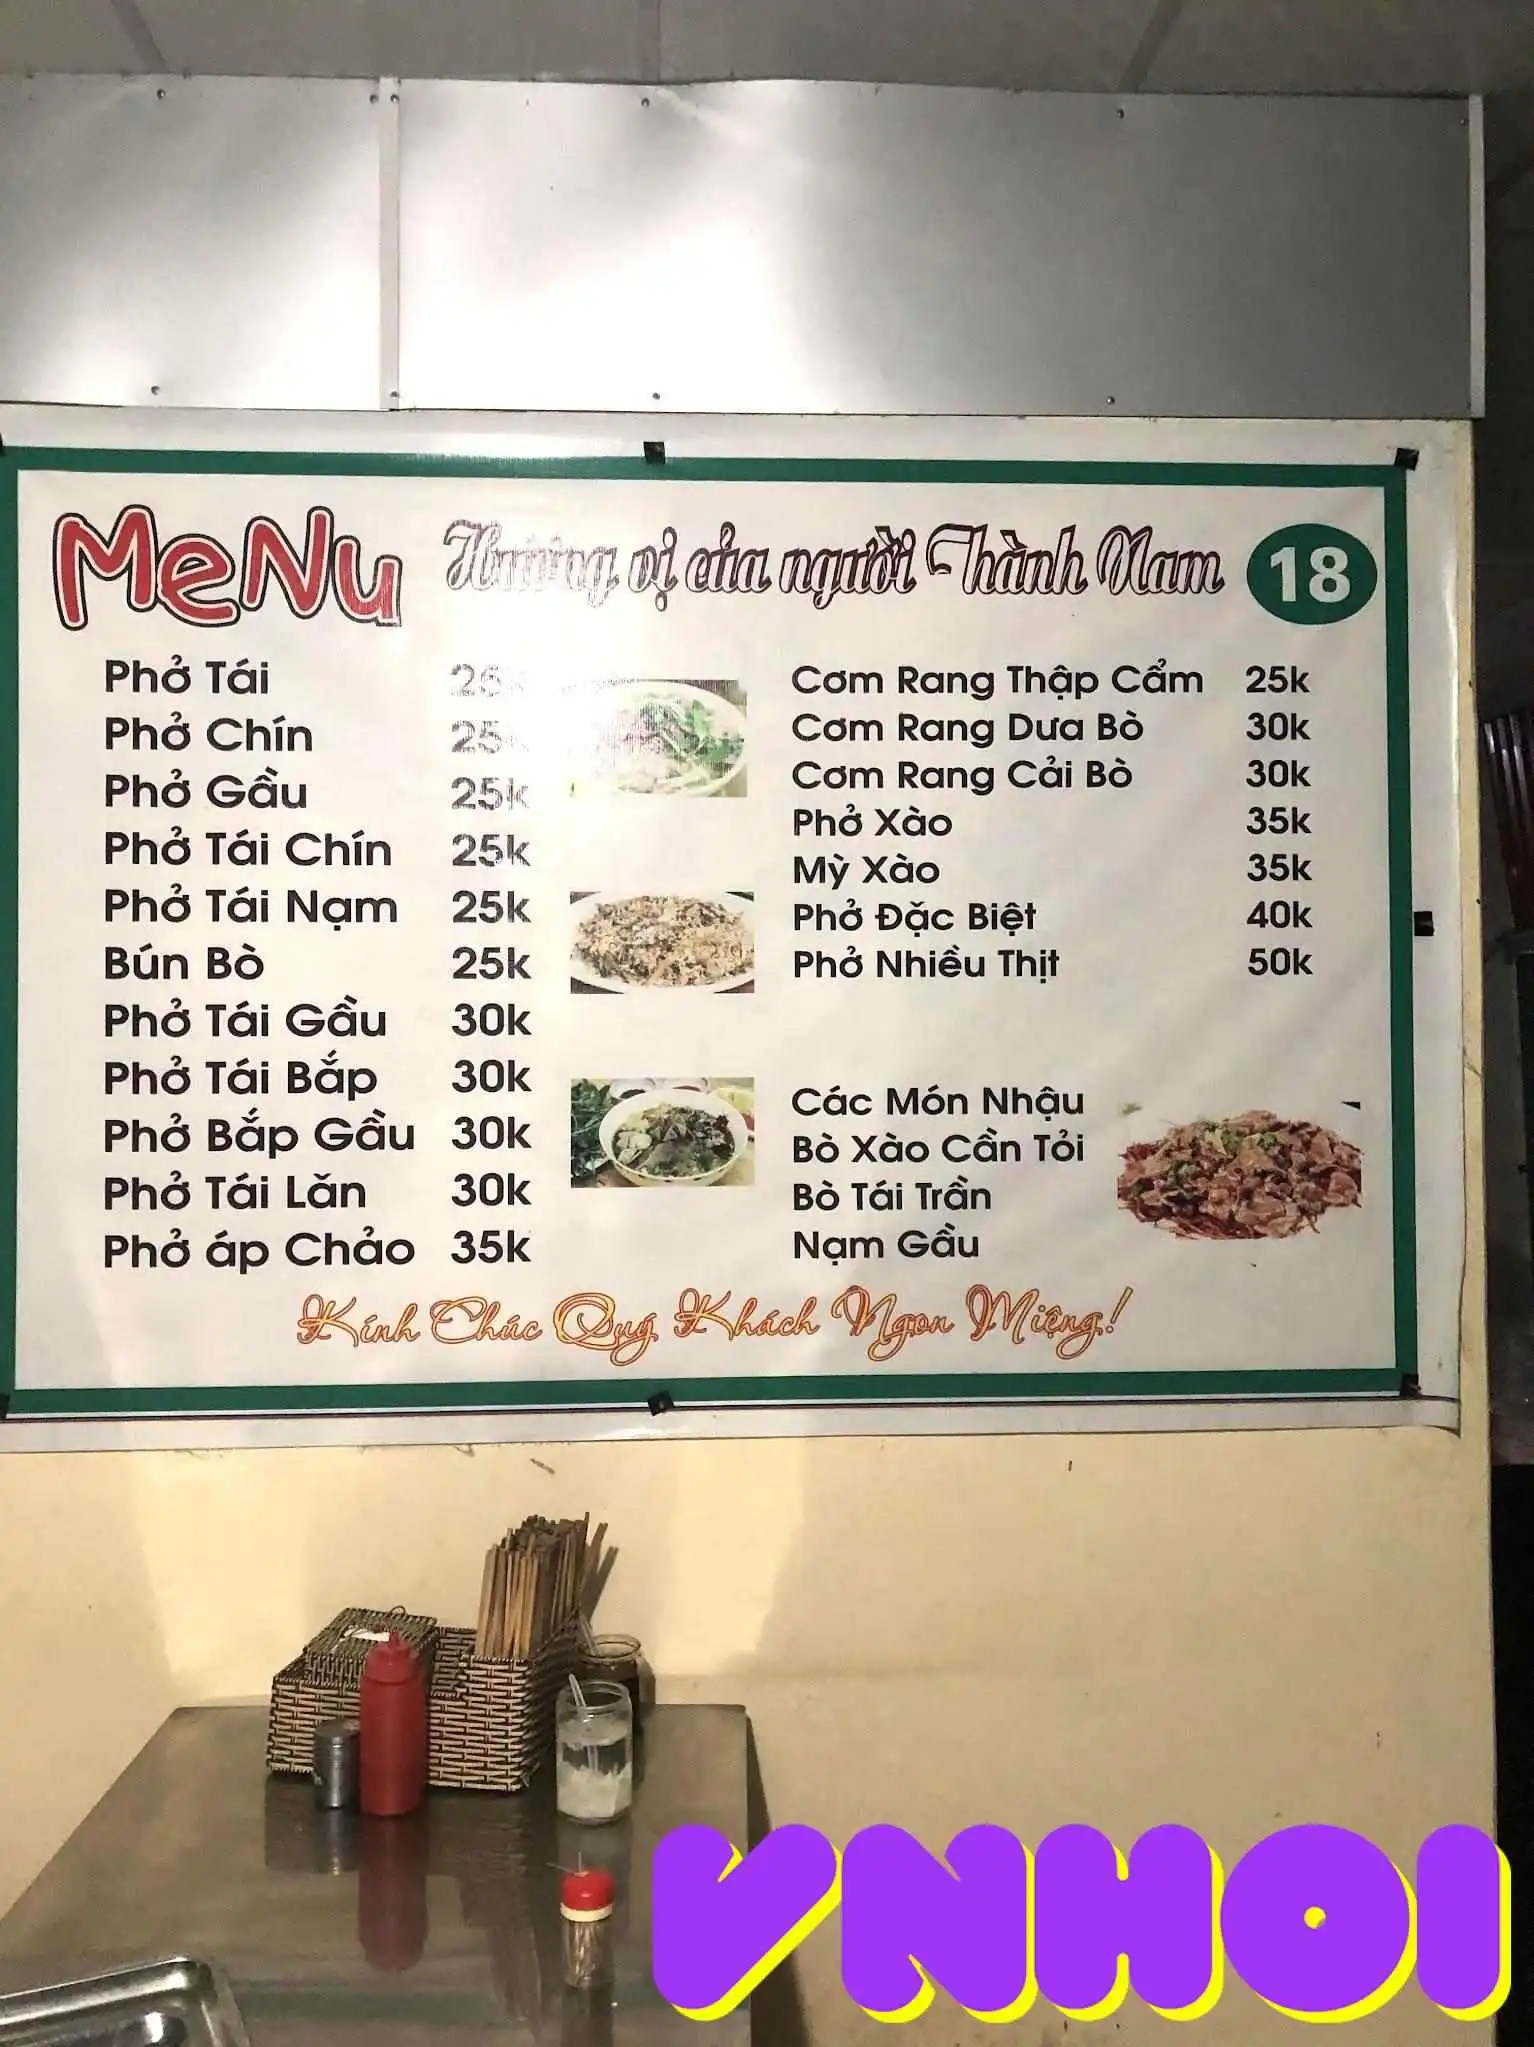 MeNu
Hương vị của người Thành Nam
18
Phở Tái 25k
Phở Chín 25k
Phở Gầu 25k
Phở Tái Chín 25k
Phở Tái Nạm 25k
Bún Bò 25k
Phở Tái Gầu 30k
Phở Tái Bắp 30k
Phở Bắp Gầu 30k
Phở Tái Lăn 30k
Phở áp Chảo 35k
Cơm Rang Thập Cẩm 25k
Cơm Rang Dưa Bò 30k
Cơm Rang Cải Bò 30k
Phở Xào 35k
Mỳ Xào 35k
Phở Đặc Biệt 40k
Phở Nhiều Thịt 50k
Các Món Nhậu
Bò Xào Cần Tỏi
Bò Tái Trần
Nạm Gầu
Kính Chúc Quý Khách Ngon Miệng!
VNHOI